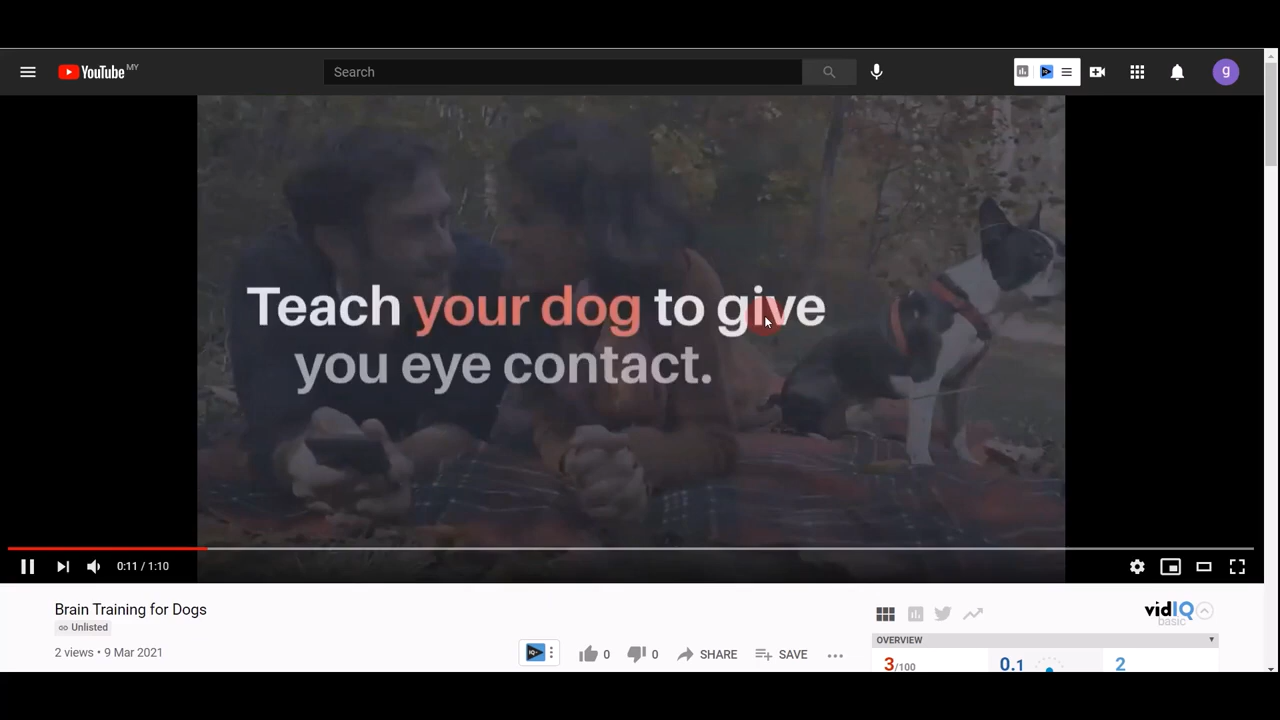 YouTube MY
Search
g
Teach your dog to give
you eye contact.
0:11 / 1:10
Brain Training for Dogs
Unlisted
2 views • 9 Mar 2021
IQ
0
0
SHARE
SAVE
vidIQ
basic
OVERVIEW
3/100
0.1
2